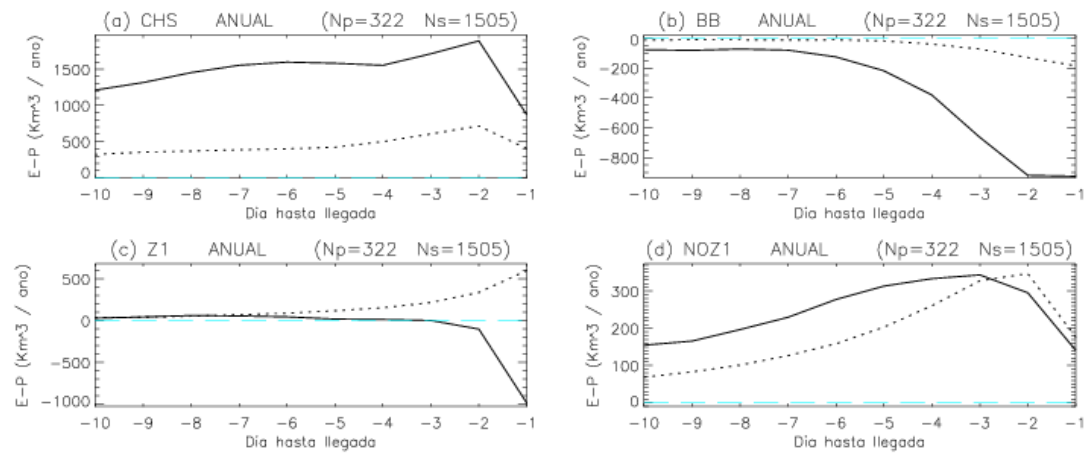 (a) CHS ANUAL (Np=322 Ns=1505)
E-P (Km^3 / ano)
1500
1000
500
0
-10 -9 -8 -7 -6 -5 -4 -3 -2 -1
Dia hasta llegada
(b) BB ANUAL (Np=322 Ns=1505)
E-P (Km^3 / ano)
0
-200
-400
-600
-800
-10 -9 -8 -7 -6 -5 -4 -3 -2 -1
Dia hasta llegada
(c) Z1 ANUAL (Np=322 Ns=1505)
E-P (Km^3 / ano)
500
0
-500
-1000
-10 -9 -8 -7 -6 -5 -4 -3 -2 -1
Dia hasta llegada
(d) NOZ1 ANUAL (Np=322 Ns=1505)
E-P (Km^3 / ano)
300
200
100
0
-10 -9 -8 -7 -6 -5 -4 -3 -2 -1
Dia hasta llegada